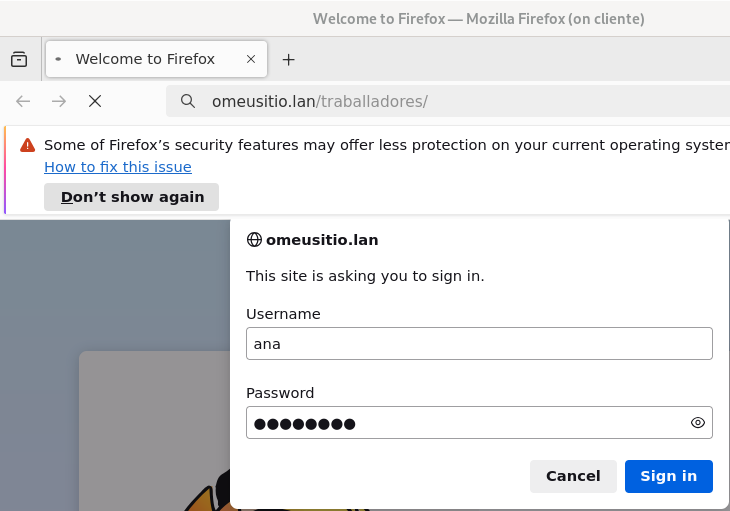 Welcome to Firefox — Mozilla Firefox (on cliente)
Welcome to Firefox
omeusitio.lan/traballadores/
Some of Firefox’s security features may offer less protection on your current operating
How to fix this issue
Don’t show again
omeusitio.lan
This site is asking you to sign in.
Username
ana
Password
●●●●●●●●
Cancel
Sign in